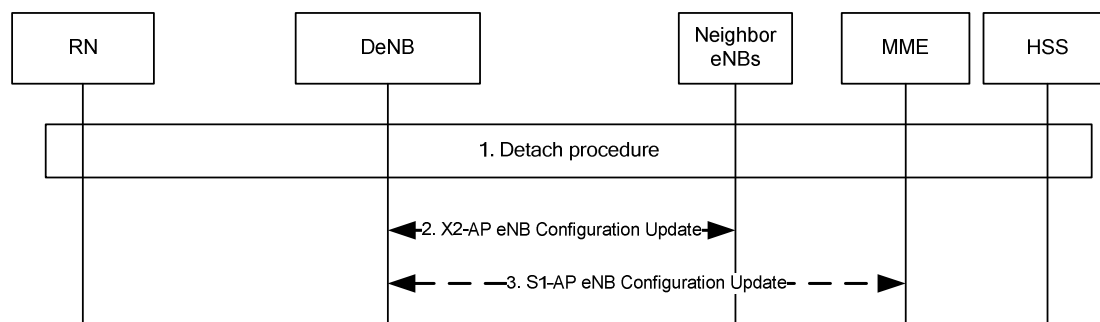 RN
DeNB
Neighbor
eNBs
MME
HSS
1. Detach procedure
2. X2-AP eNB Configuration Update
3. S1-AP eNB Configuration Update